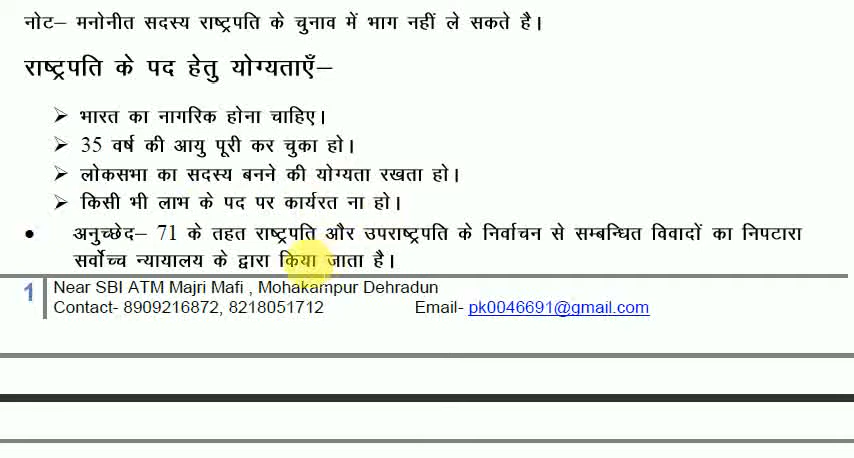 नोट– मनोनीत सदस्य राष्ट्रपति के चुनाव में भाग नहीं ले सकते है।
राष्ट्रपति के पद हेतु योग्यताएँ–
➢ भारत का नागरिक होना चाहिए।
➢ 35 वर्ष की आयु पूरी कर चुका हो।
➢ लोकसभा का सदस्य बनने की योग्यता रखता हो।
➢ किसी भी लाभ के पद पर कार्यरत ना हो।
• अनुच्छेद– 71 के तहत राष्ट्रपति और उपराष्ट्रपति के निर्वाचन से सम्बन्धित विवादों का निपटारा
सर्वोच्च न्यायालय के द्वारा किया जाता है।
1 Near SBI ATM Majri Mafi , Mohakampur Dehradun
Contact- 8909216872, 8218051712 Email- pk0046691@gmail.com